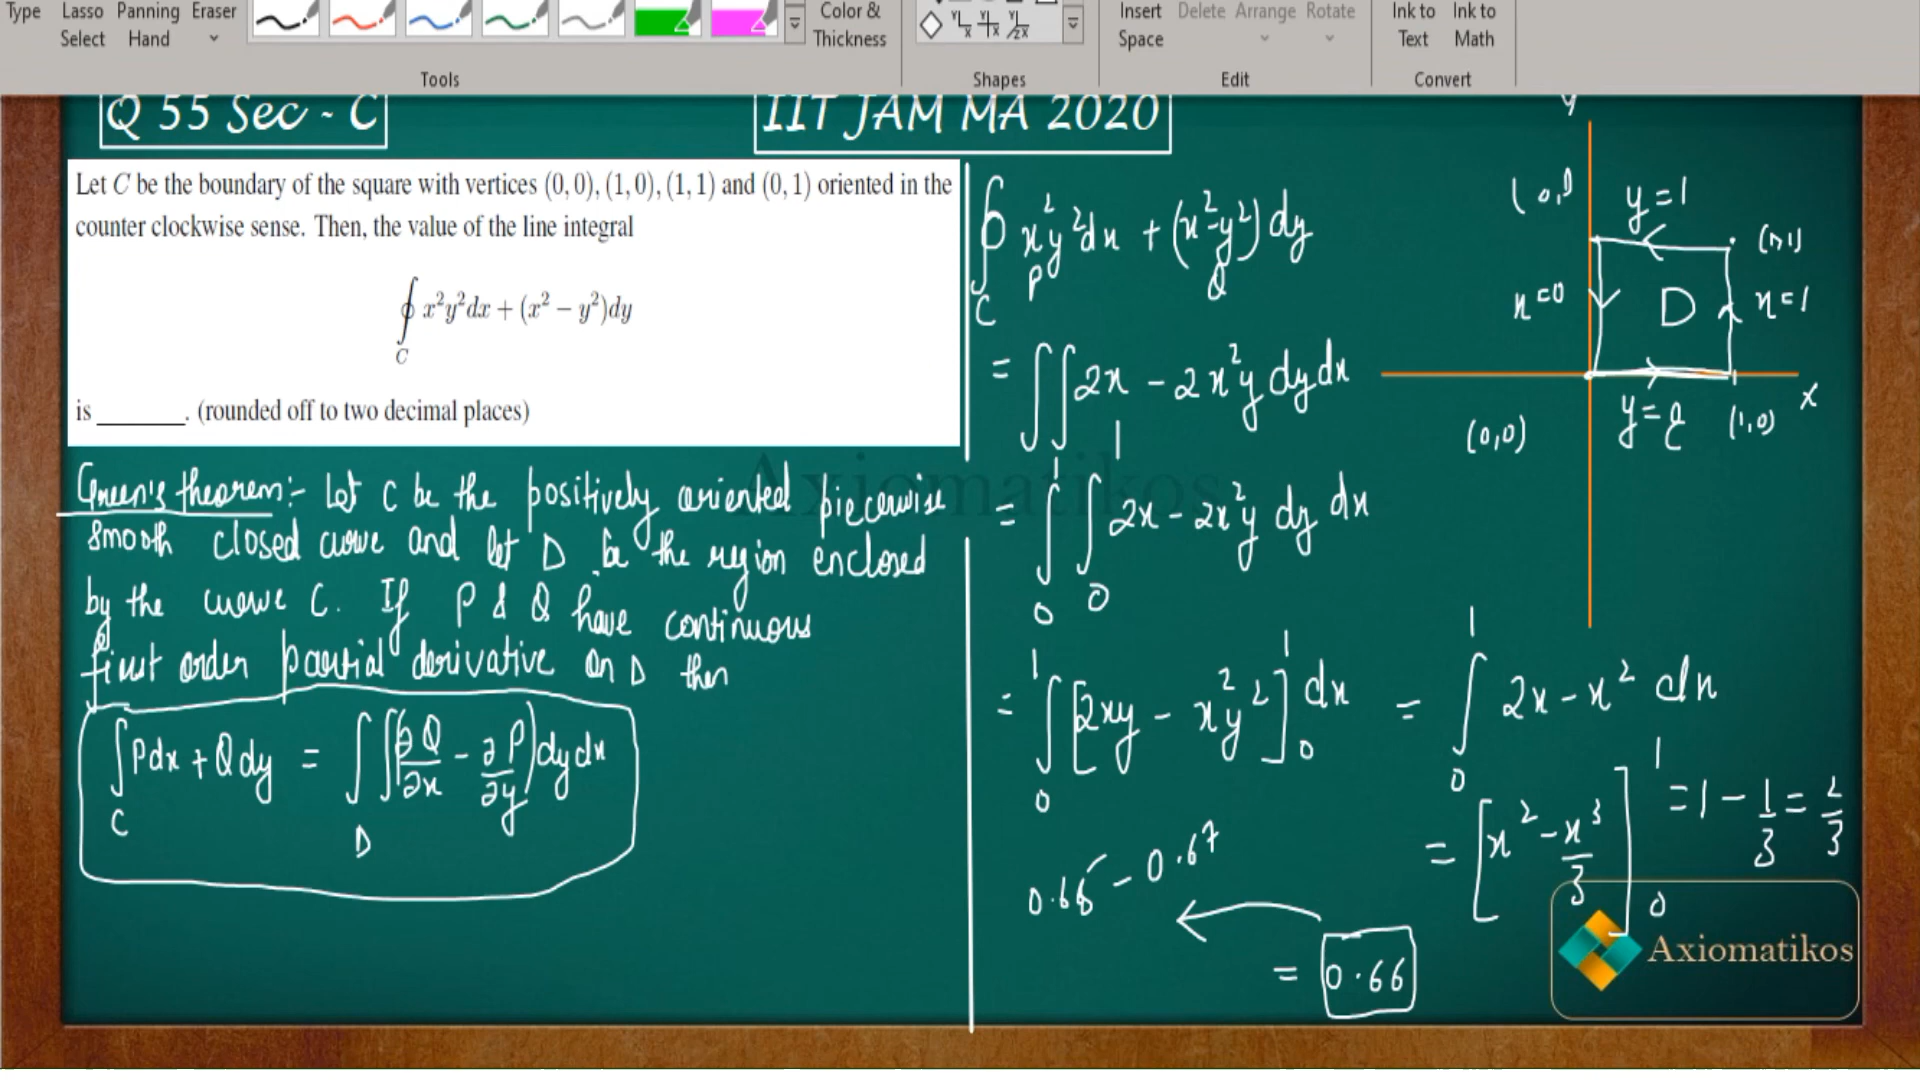 Type Lasso Select Panning Hand Eraser Color & Thickness Insert Space Delete Arrange Rotate Ink to Text Ink to Math
Tools Shapes Edit Convert
Q 55 Sec - C
IIT JAM MA 2020
Let C be the boundary of the square with vertices (0, 0), (1, 0), (1, 1) and (0, 1) oriented in the
counter clockwise sense. Then, the value of the line integral
∮_C x²y²dx + (x² − y²)dy
is ________. (rounded off to two decimal places)
Green's theorem:- Let C be the positively oriented piecewise
smooth closed curve and let D be the region enclosed
by the curve C. If P & Q have continuous
first order partial derivative on D then
∫_C Pdx + Qdy = ∫∫_D (∂Q/∂x - ∂P/∂y) dy dx
∮_C x²y²dx + (x²-y²) dy
P Q
= ∫∫ 2x - 2x²y dy dx
= ∫₀¹ ∫₀¹ 2x - 2x²y dy dx
= ∫₀¹ [2xy - x²y²]₀¹ dx = ∫₀¹ 2x - x² dx
= [x² - x³/3]₀¹ = 1 - 1/3 = 2/3
0.66 - 0.67
= 0.66
y
(0,1) y=1
(1,1)
x=0 D x=1
x
(0,0) (1,0)
Axiomatikos
Axiomatikos